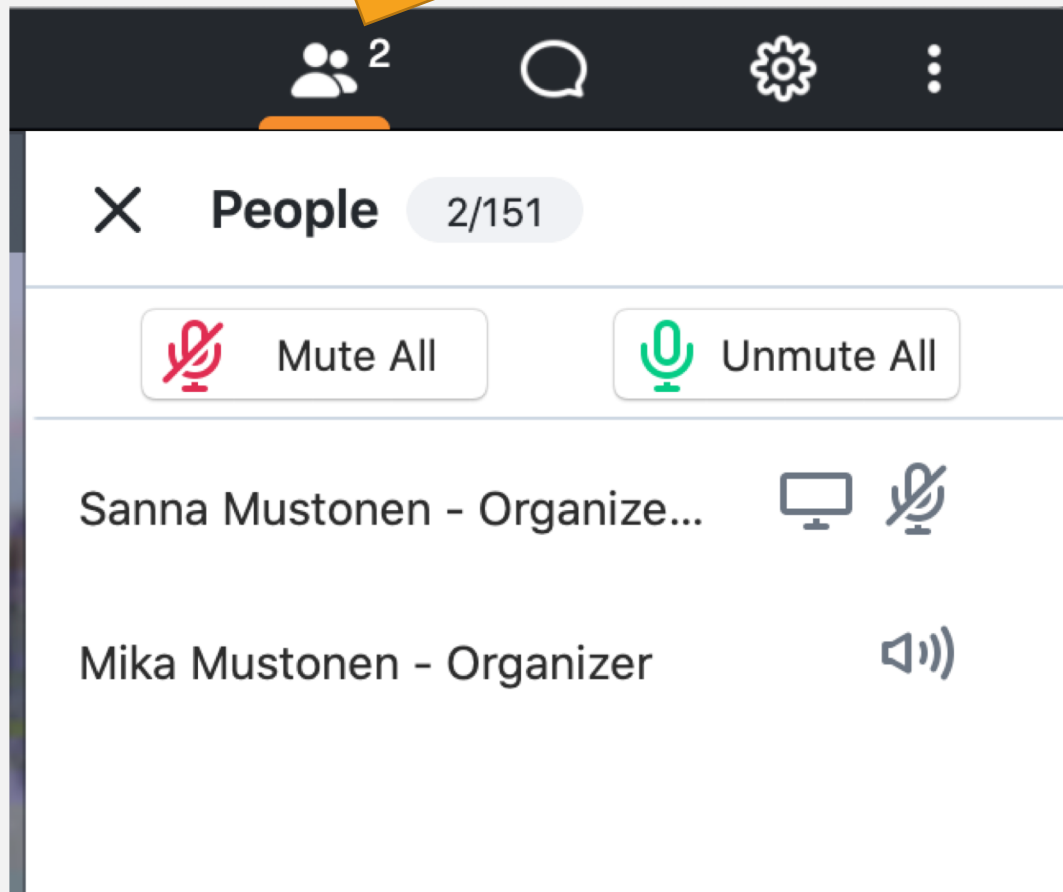 2
People 2/151
Mute All Unmute All
Sanna Mustonen - Organize...
Mika Mustonen - Organizer